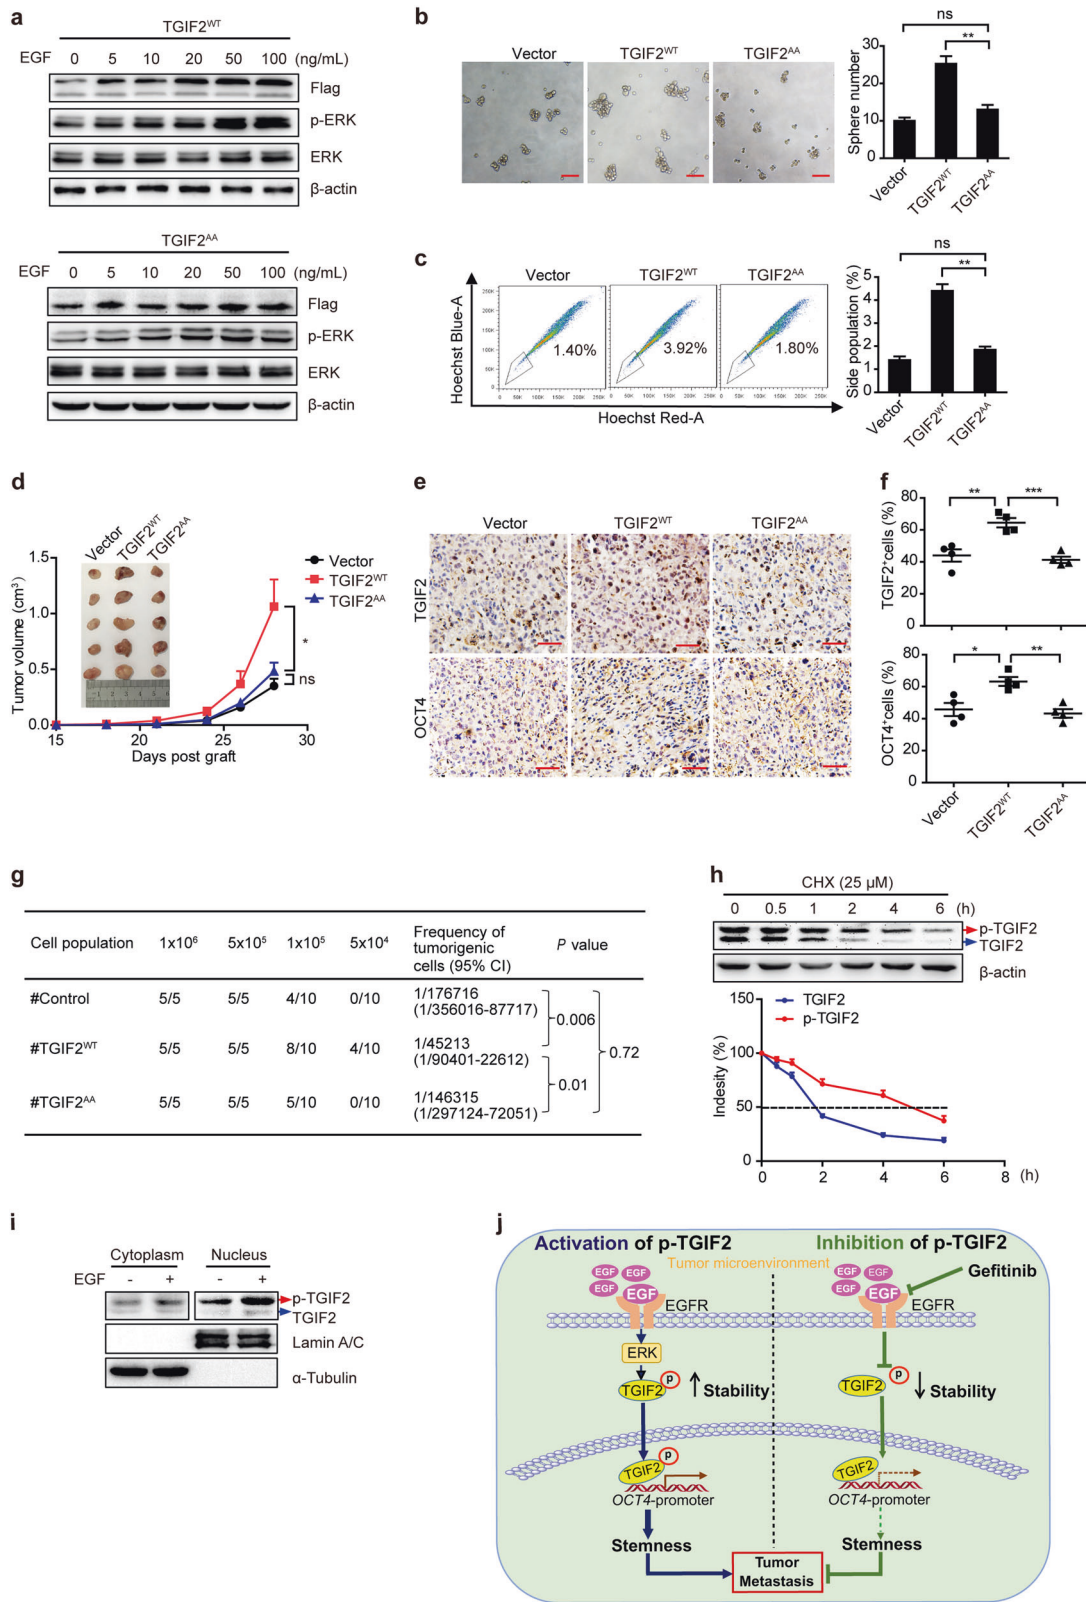 a
TGIF2WT
EGF 0 5 10 20 50 100 (ng/mL)
Flag
p-ERK
ERK
β-actin
TGIF2AA
EGF 0 5 10 20 50 100 (ng/mL)
Flag
p-ERK
ERK
β-actin
b
Vector TGIF2WT TGIF2AA
Sphere number
30
20
10
0
ns
**
Vector TGIF2WT TGIF2AA
c
Vector TGIF2WT TGIF2AA
Hoechst Blue-A
1.40% 3.92% 1.80%
Hoechst Red-A
Side population (%)
5
4
3
2
1
0
ns
**
Vector TGIF2WT TGIF2AA
d
Vector TGIF2WT TGIF2AA
Tumor volume (cm3)
1.5
1.0
0.5
0.0
15 20 25 30
Days post graft
Vector
TGIF2WT
TGIF2AA
*
ns
e
Vector TGIF2WT TGIF2AA
TGIF2
OCT4
f
TGIF2+cells (%)
80
60
40
20
0
** ***
OCT4+cells (%)
80
60
40
20
0
* **
Vector TGIF2WT TGIF2AA
g
Cell population 1x106 5x105 1x105 5x104 Frequency of tumorigenic cells (95% CI) P value
#Control 5/5 5/5 4/10 0/10 1/176716 (1/356016-87717)
#TGIF2WT 5/5 5/5 8/10 4/10 1/45213 (1/90401-22612)
#TGIF2AA 5/5 5/5 5/10 0/10 1/146315 (1/297124-72051)
0.006
0.01
0.72
h
CHX (25 µM)
0 0.5 1 2 4 6 (h)
p-TGIF2
TGIF2
β-actin
Indesity (%)
150
100
50
0
TGIF2
p-TGIF2
0 2 4 6 8 (h)
i
Cytoplasm Nucleus
EGF - + - +
p-TGIF2
TGIF2
Lamin A/C
α-Tubulin
j
Activation of p-TGIF2 Inhibition of p-TGIF2
Tumor microenvironment
EGF EGF EGF EGF
EGF EGF EGF EGF
Gefitinib
EGFR EGFR
ERK
TGIF2 p Stability
TGIF2 p Stability
TGIF2 p
TGIF2
OCT4-promoter OCT4-promoter
Stemness Stemness
Tumor
Metastasis